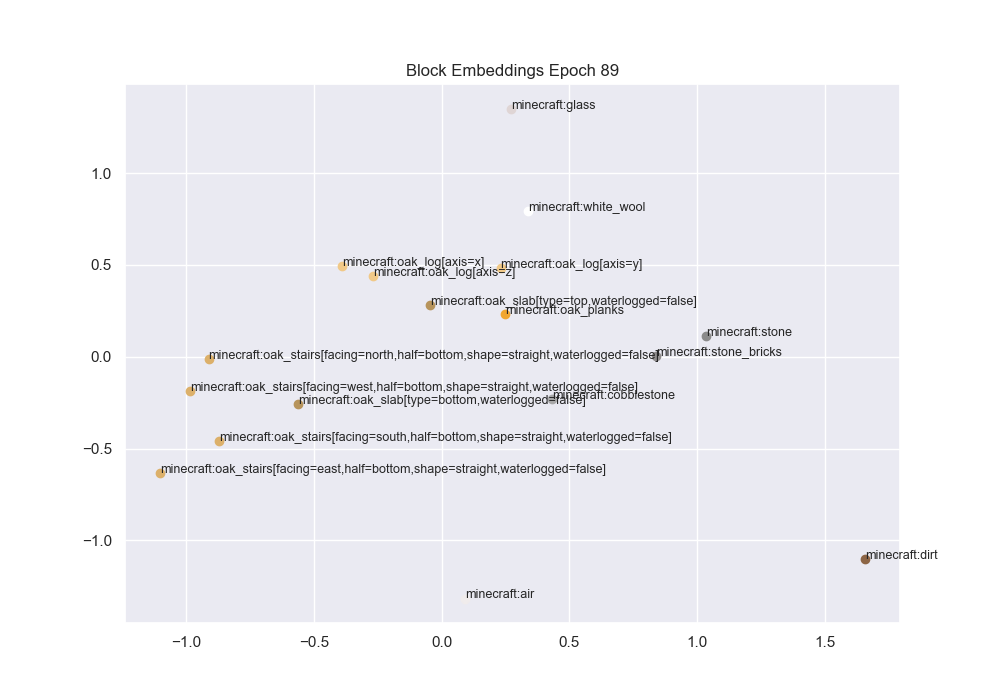 Block Embeddings Epoch 89
minecraft:glass
1.0
minecraft:white_wool
0.5
minecraft:oak_log[axis=x]
minecraft:oak_log[axis=y]
minecraft:oak_log[axis=z]
minecraft:oak_slab[type=top,waterlogged=false]
minecraft:oak_planks
minecraft:stone
minecraft:stone_bricks
0.0
minecraft:oak_stairs[facing=north,half=bottom,shape=straight,waterlogged=false]
minecraft:oak_stairs[facing=west,half=bottom,shape=straight,waterlogged=false]
minecraft:cobblestone
minecraft:oak_slab[type=bottom,waterlogged=false]
minecraft:oak_stairs[facing=south,half=bottom,shape=straight,waterlogged=false]
−0.5
minecraft:oak_stairs[facing=east,half=bottom,shape=straight,waterlogged=false]
−1.0
minecraft:dirt
minecraft:air
−1.0 −0.5 0.0 0.5 1.0 1.5